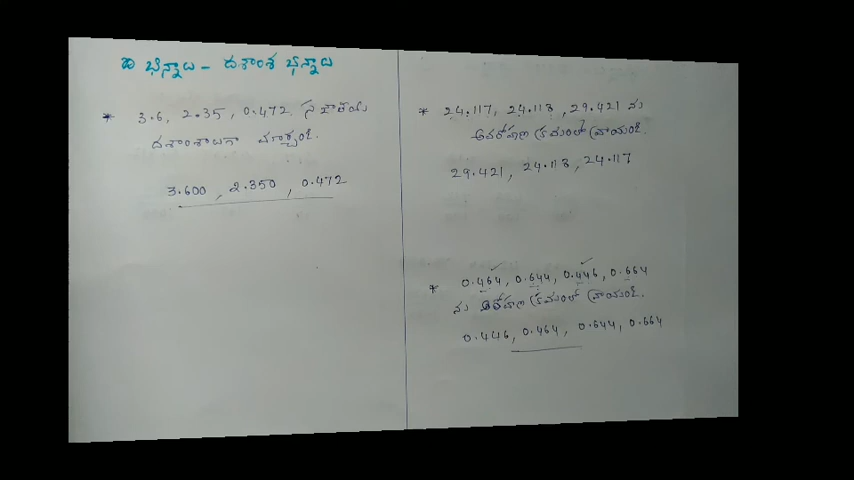 భిన్నాలు - దశాంశ భిన్నాలు
* 3.6, 2.35, 0.472 సజాతీయ
దశాంశాలుగా మార్చండి.
3.600, 2.350, 0.472
* 24.117, 24.118, 29.421 ను
అవరోహణ క్రమంలో వ్రాయండి.
29.421, 24.118, 24.117
* 0.464, 0.644, 0.446, 0.664
ను ఆరోహణ క్రమంలో వ్రాయండి.
0.446, 0.464, 0.644, 0.664